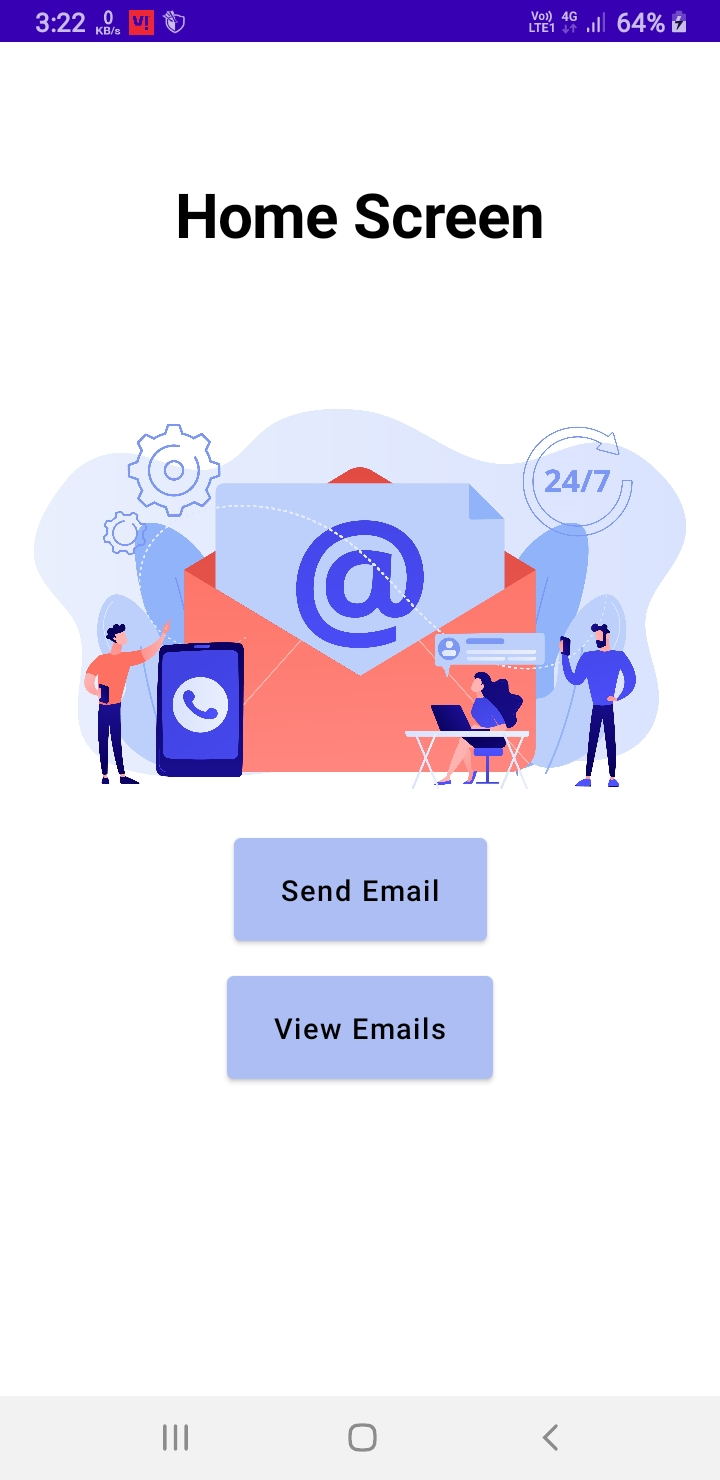 3:22 0 KB/s VI Vo)) LTE1 4G 64%
Home Screen
24/7
@
Send Email
View Emails